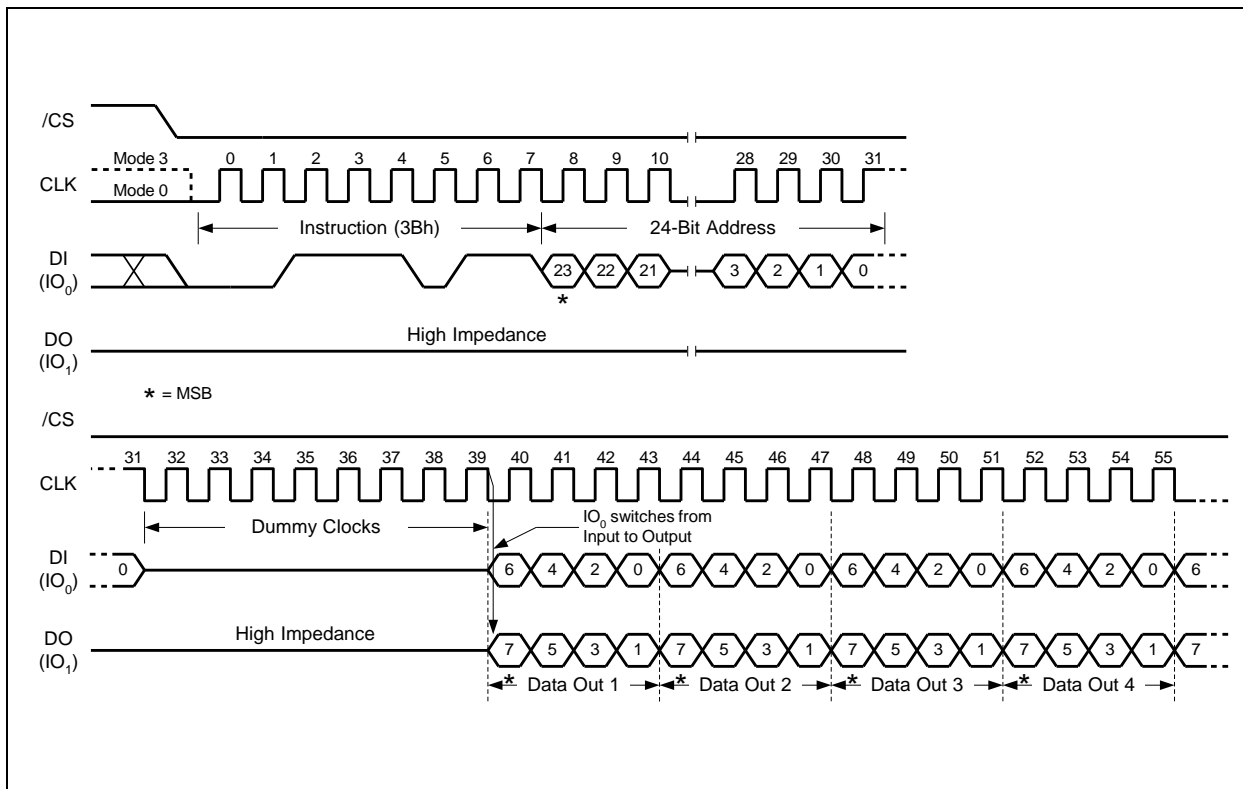 /CS
Mode 3 0 1 2 3 4 5 6 7 8 9 10 28 29 30 31
CLK Mode 0
Instruction (3Bh) 24-Bit Address
DI
(IO0) 23 22 21 3 2 1 0
*
DO High Impedance
(IO1)
* = MSB
/CS
31 32 33 34 35 36 37 38 39 40 41 42 43 44 45 46 47 48 49 50 51 52 53 54 55
CLK
Dummy Clocks IO0 switches from
Input to Output
DI
(IO0) 0 6 4 2 0 6 4 2 0 6 4 2 0 6 4 2 0 6
DO High Impedance
(IO1) 7 5 3 1 7 5 3 1 7 5 3 1 7 5 3 1 7
* Data Out 1 * Data Out 2 * Data Out 3 * Data Out 4